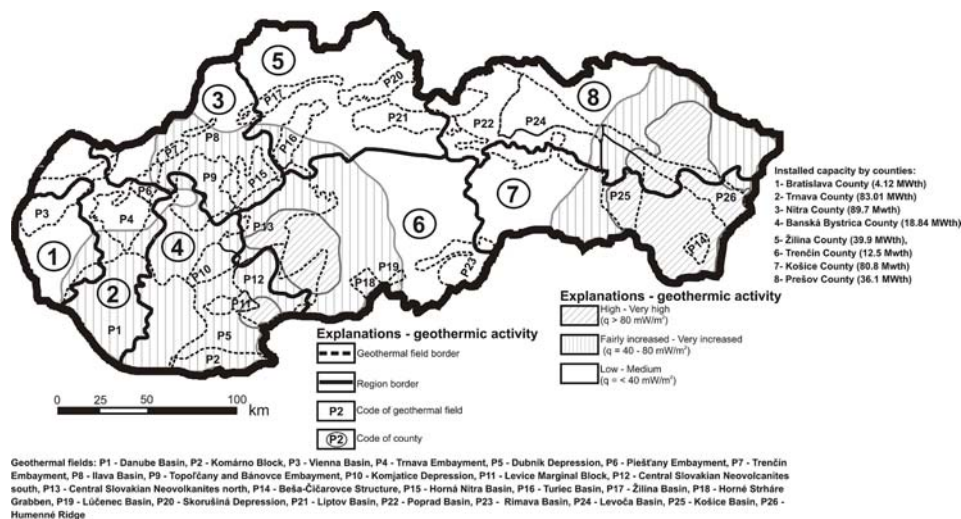 5
3
8
P20
P17
P21
P22
P24
P7
P8
P16
P9
P15
P6
P4
P3
P25
P26
7
6
4
P13
P14
1
P10
P12
P19
P18
P23
2
P11
P1
P5
P2
Installed capacity by counties:
1- Bratislava County (4.12 MWth)
2- Trnava County (83.01 MWth)
3- Nitra County (89.7 Mwth)
4- Banská Bystrica County (18.84 MWth)
5- Žilina County (39.9 MWth),
6- Trenčín County (12.5 MWth)
7- Košice County (80.8 Mwth)
8- Prešov County (36.1 MWth)
Explanations - geothermic activity
High - Very high
(q > 80 mW/m²)
Fairly increased - Very increased
(q = 40 - 80 mW/m²)
Low - Medium
(q = < 40 mW/m²)
Explanations - geothermic activity
Geothermal field border
Region border
P2 Code of geothermal field
P2 Code of county
0 50 100
km
Geothermal fields: P1 - Danube Basin, P2 - Komárno Block, P3 - Vienna Basin, P4 - Trnava Embayment, P5 - Dubník Depression, P6 - Piešťany Embayment, P7 - Trenčín
Embayment, P8 - Ilava Basin, P9 - Topoľčany and Bánovce Embayment, P10 - Komjatice Depression, P11 - Levice Marginal Block, P12 - Central Slovakian Neovolcanites
south, P13 - Central Slovakian Neovolkanites north, P14 - Beša-Čičarovce Structure, P15 - Horná Nitra Basin, P16 - Turiec Basin, P17 - Žilina Basin, P18 - Horné Strháre
Grabben, P19 - Lúčenec Basin, P20 - Skorušiná Depression, P21 - Liptov Basin, P22 - Poprad Basin, P23 - Rimava Basin, P24 - Levoča Basin, P25 - Košice Basin, P26 -
Humenné Ridge